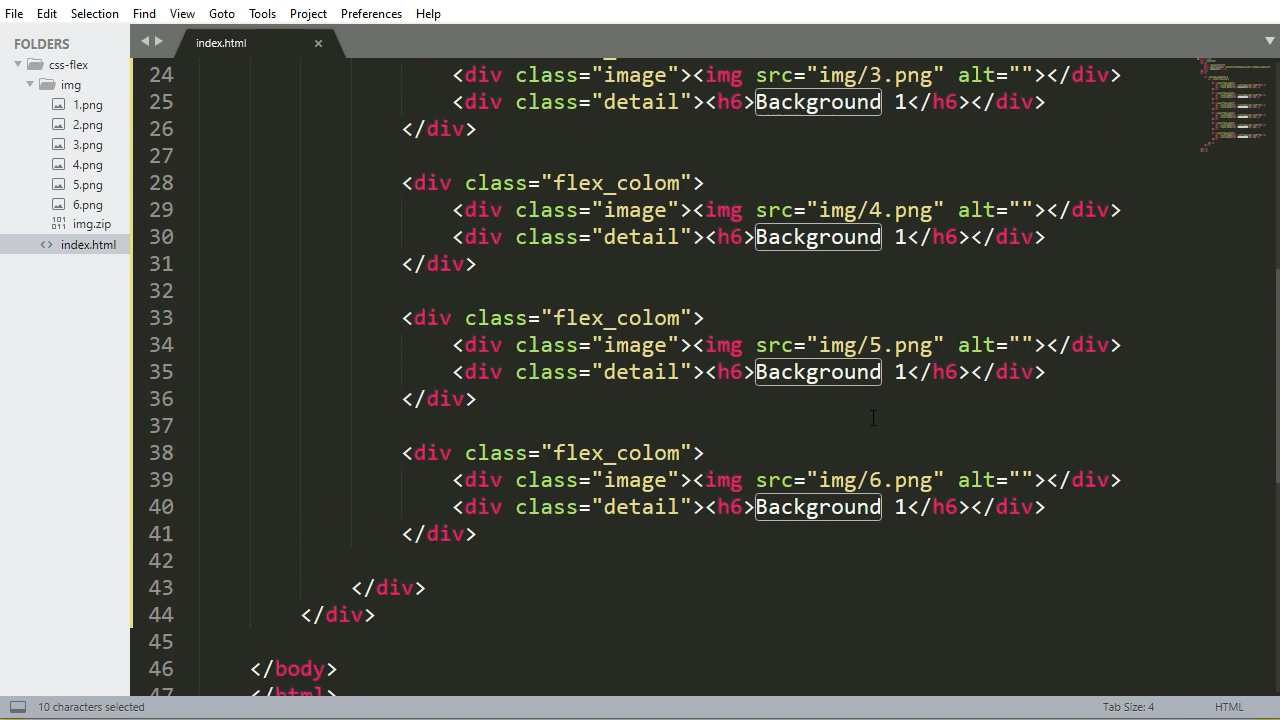 File Edit Selection Find View Goto Tools Project Preferences Help
FOLDERS
css-flex
img
1.png
2.png
3.png
4.png
5.png
6.png
img.zip
<> index.html
index.html ×
24 <div class="image"><img src="img/3.png" alt=""></div>
25 <div class="detail"><h6>Background 1</h6></div>
26 </div>
27
28 <div class="flex_colom">
29 <div class="image"><img src="img/4.png" alt=""></div>
30 <div class="detail"><h6>Background 1</h6></div>
31 </div>
32
33 <div class="flex_colom">
34 <div class="image"><img src="img/5.png" alt=""></div>
35 <div class="detail"><h6>Background 1</h6></div>
36 </div>
37
38 <div class="flex_colom">
39 <div class="image"><img src="img/6.png" alt=""></div>
40 <div class="detail"><h6>Background 1</h6></div>
41 </div>
42
43 </div>
44 </div>
45
46 </body>
47 </html>
10 characters selected Tab Size: 4 HTML